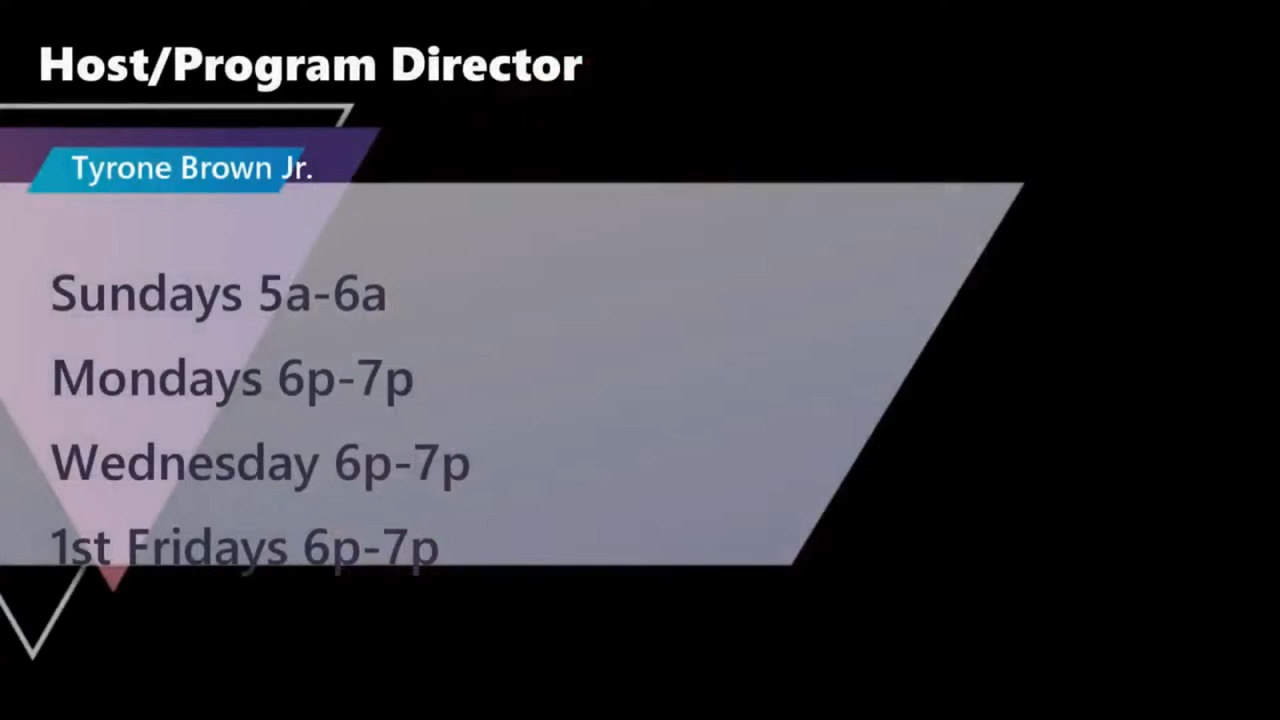 Host/Program Director
Tyrone Brown Jr.
Sundays 5a-6a
Mondays 6p-7p
Wednesday 6p-7p
1st Fridays 6p-7p